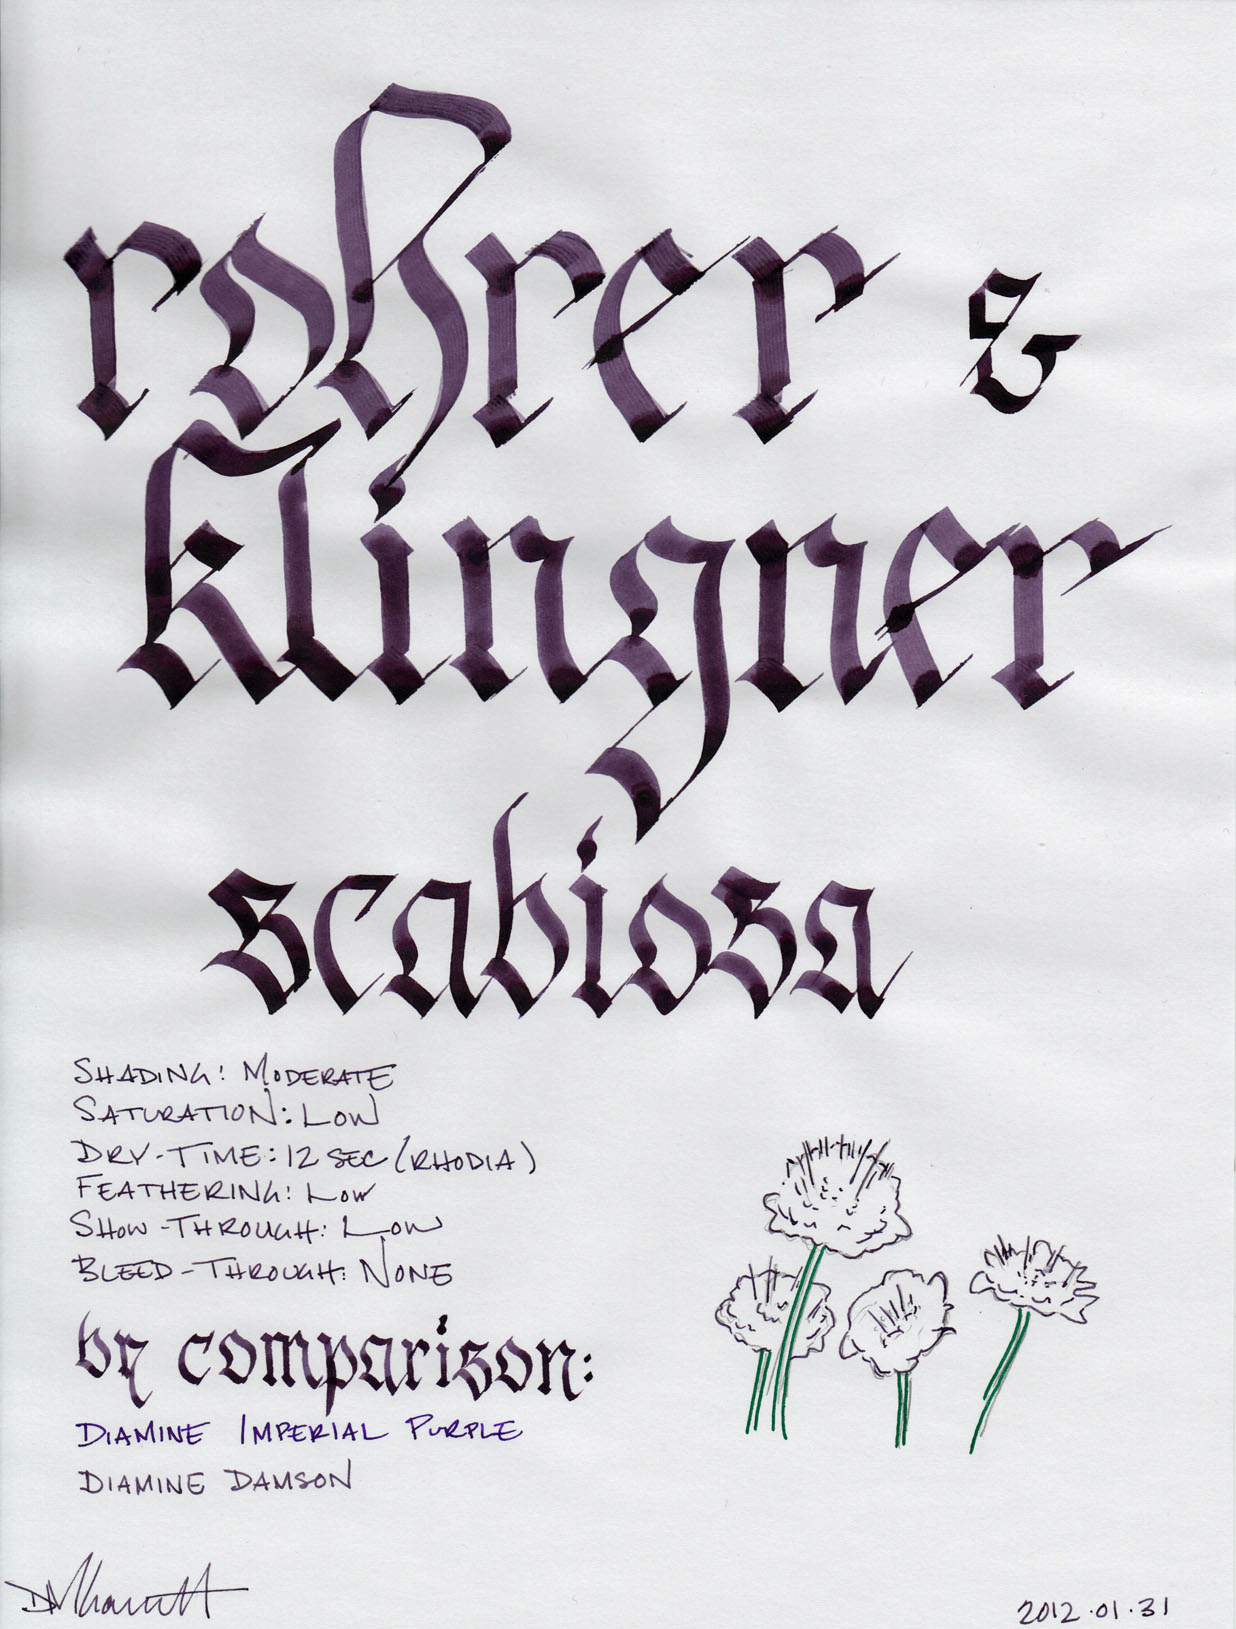 rohrer &
klingner
scabiosa
SHADING: MODERATE
SATURATION: LOW
DRY-TIME: 12 SEC (RHODIA)
FEATHERING: LOW
SHOW-THROUGH: LOW
BLEED-THROUGH: NONE
by comparison:
DIAMINE IMPERIAL PURPLE
DIAMINE DAMSON
2012.01.31